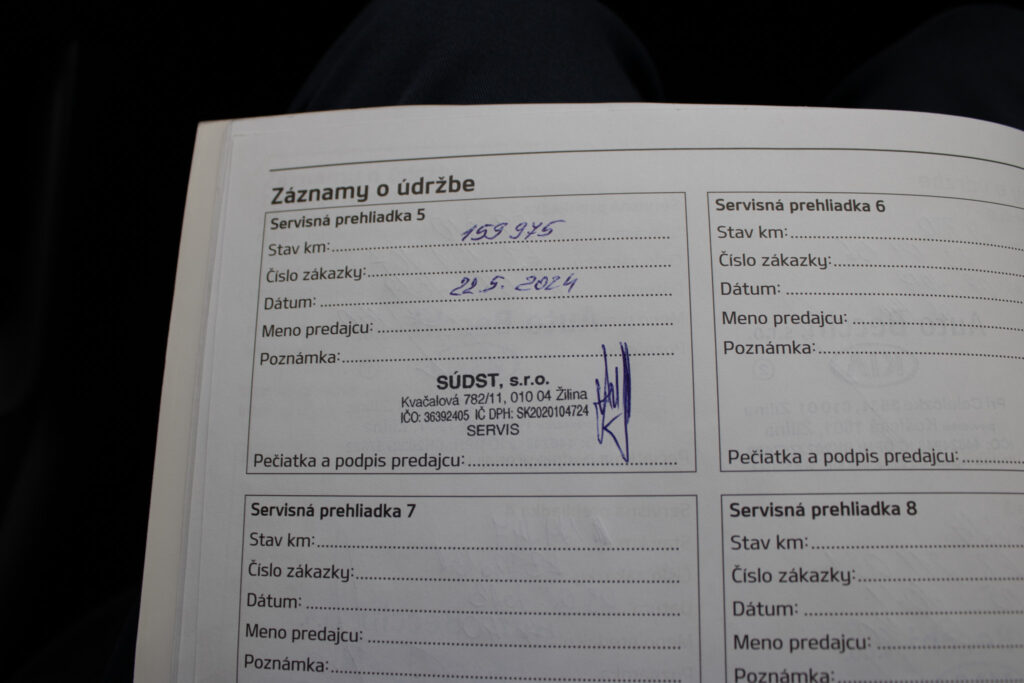 Záznamy o údržbe
Servisná prehliadka 5
Stav km: 159 975
Číslo zákazky:
Dátum: 22.5. 2024
Meno predajcu:
Poznámka:
SÚDST, s.r.o.
Kvačalová 782/11, 010 04 Žilina
IČO: 36392405 IČ DPH: SK2020104724
SERVIS
Pečiatka a podpis predajcu:
Servisná prehliadka 6
Stav km:
Číslo zákazky:
Dátum:
Meno predajcu:
Poznámka:
Pečiatka a podpis predajcu:
Servisná prehliadka 7
Stav km:
Číslo zákazky:
Dátum:
Meno predajcu:
Poznámka:
Servisná prehliadka 8
Stav km:
Číslo zákazky:
Dátum:
Meno predajcu:
Poznámka: